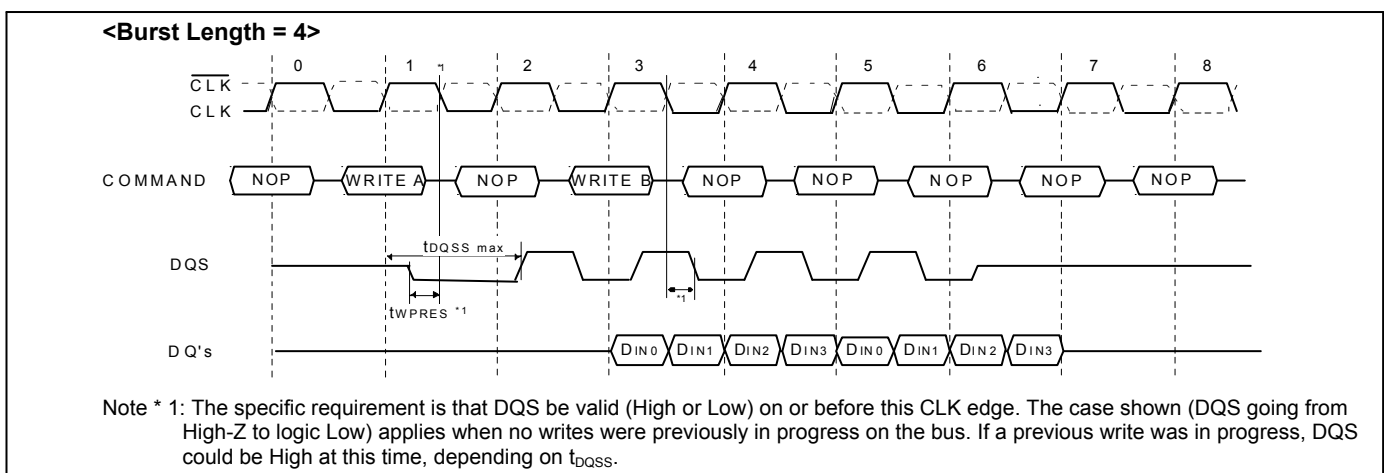 <Burst Length = 4>
0 1 *1 2 3 4 5 6 7 8
CLK
CLK
COMMAND NOP WRITE A NOP WRITE B NOP NOP NOP NOP NOP
tDQSS max
DQS
*1
tWPRES *1
DQ's DIN0 DIN1 DIN2 DIN3 DIN0 DIN1 DIN2 DIN3
Note * 1: The specific requirement is that DQS be valid (High or Low) on or before this CLK edge. The case shown (DQS going from
High-Z to logic Low) applies when no writes were previously in progress on the bus. If a previous write was in progress, DQS
could be High at this time, depending on tDQSS.